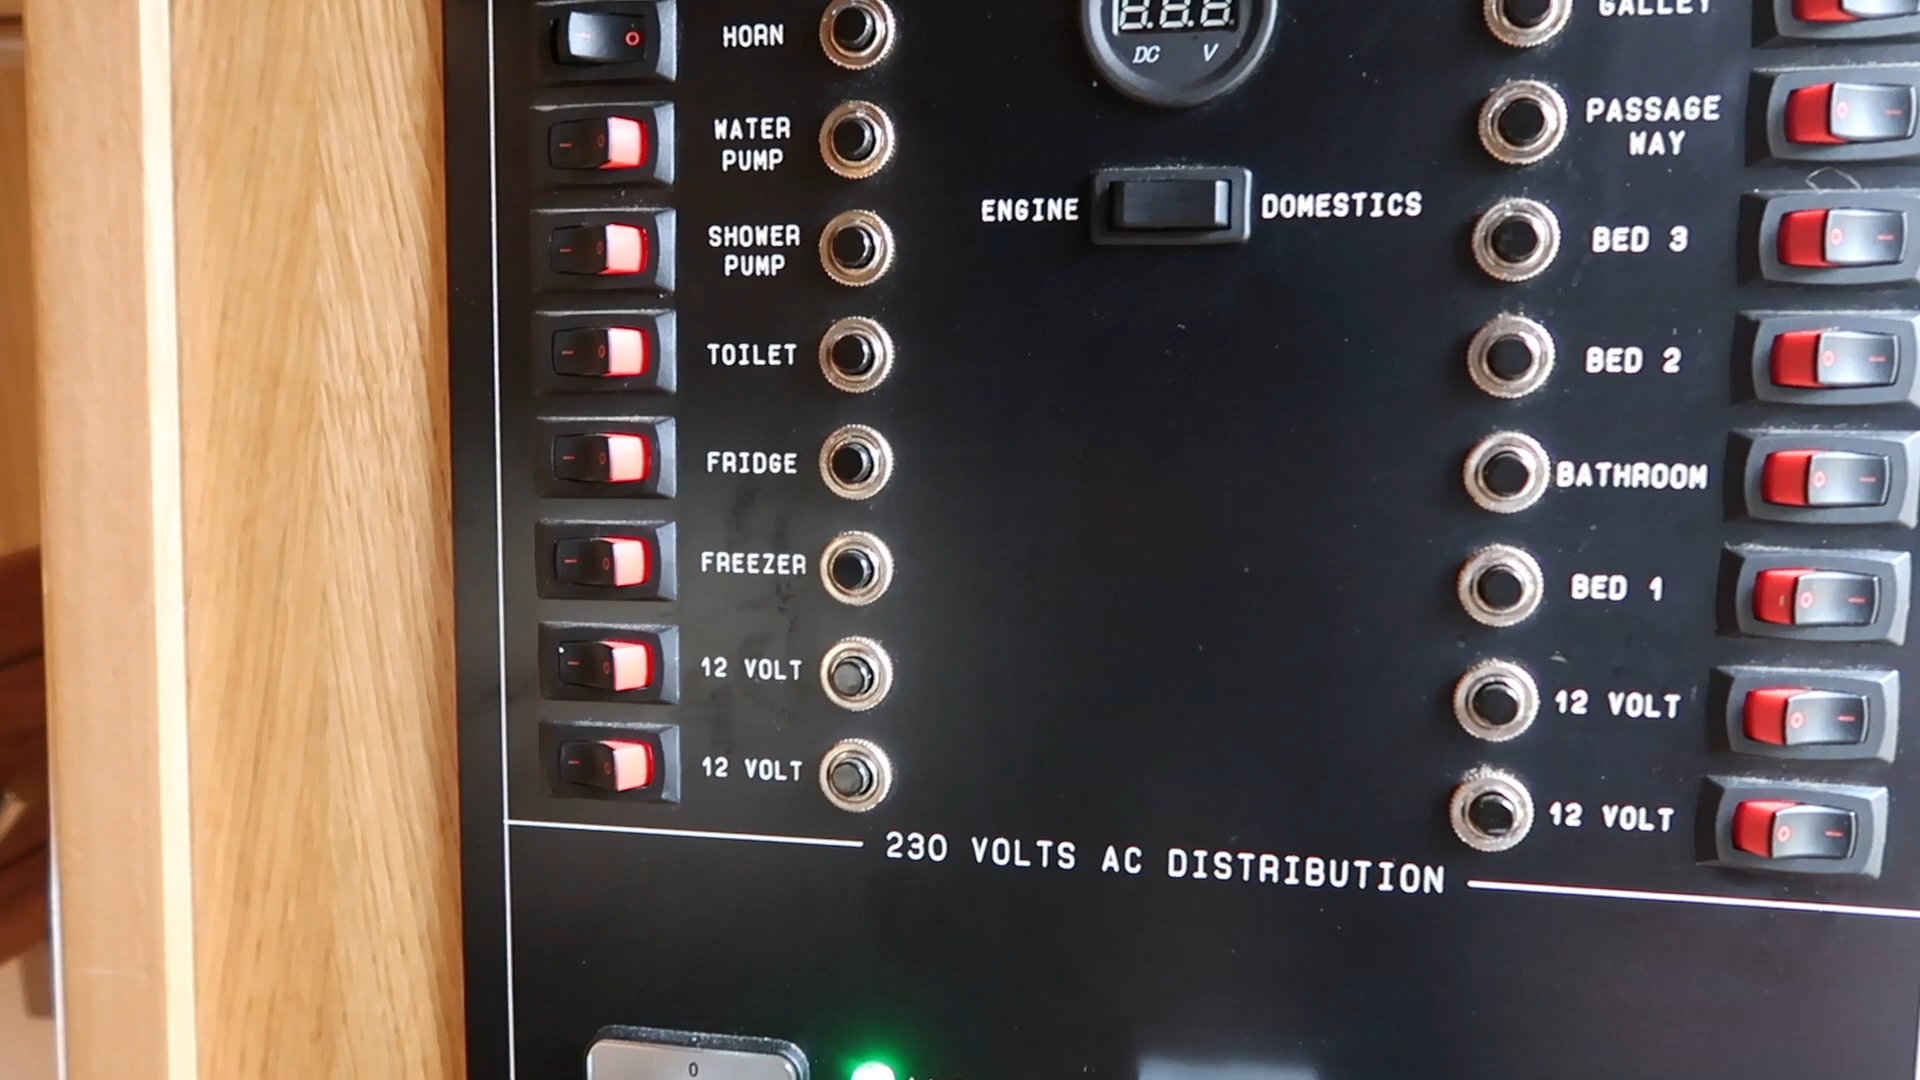 HORN
WATER
PUMP
SHOWER
PUMP
TOILET
FRIDGE
FREEZER
12 VOLT
12 VOLT
DC V
ENGINE
DOMESTICS
GALLEY
PASSAGE
WAY
BED 3
BED 2
BATHROOM
BED 1
12 VOLT
12 VOLT
230 VOLTS AC DISTRIBUTION
0